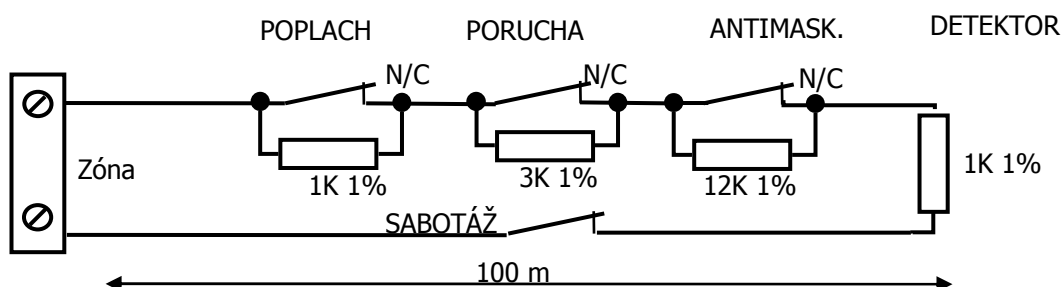 POPLACH PORUCHA ANTIMASK. DETEKTOR
N/C N/C N/C
Zóna
1K 1% 3K 1% 12K 1% 1K 1%
SABOTÁŽ
100 m